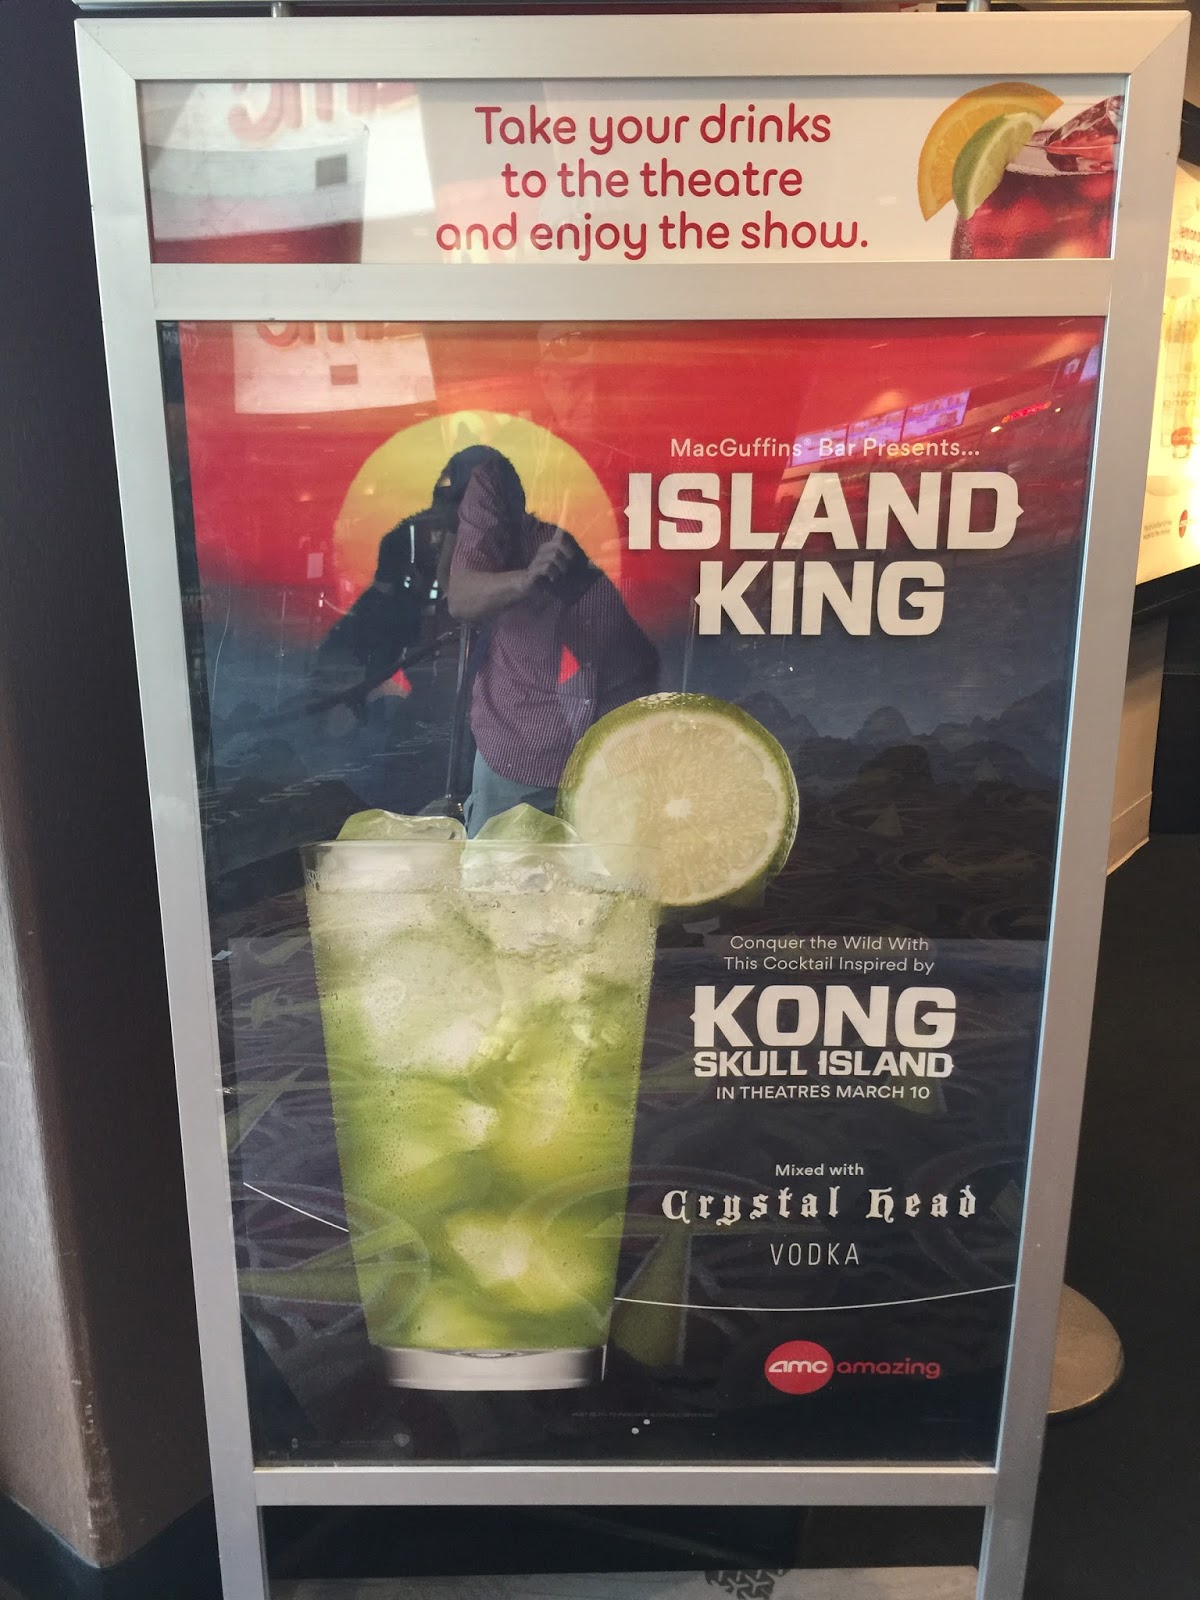 Take your drinks
to the theatre
and enjoy the show.
MacGuffins® Bar Presents...
ISLAND
KING
Conquer the Wild With
This Cocktail Inspired by
KONG
SKULL ISLAND
IN THEATRES MARCH 10
Mixed with
Crystal Head
VODKA
amc amazing